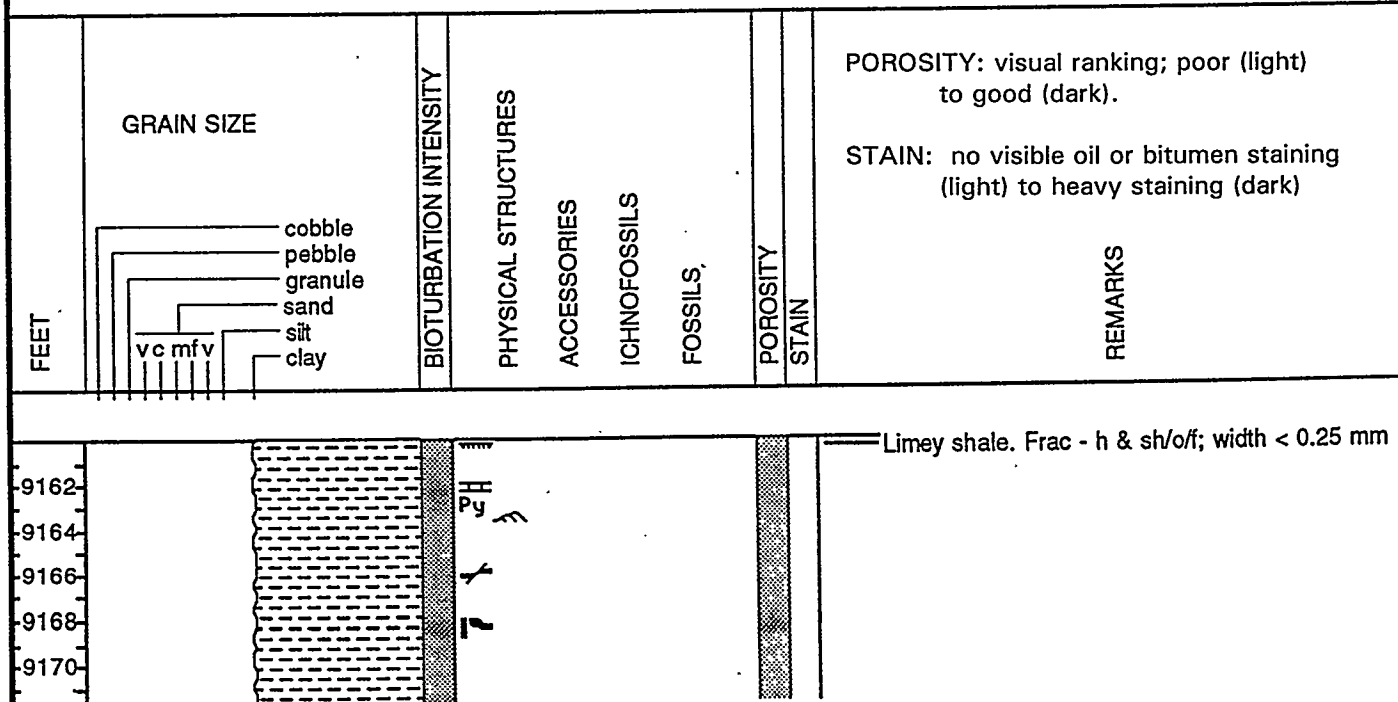 POROSITY: visual ranking; poor (light)
to good (dark).
STAIN: no visible oil or bitumen staining
(light) to heavy staining (dark)
GRAIN SIZE
cobble
pebble
granule
sand
silt
clay
v c m f v
FEET
BIOTURBATION INTENSITY
PHYSICAL STRUCTURES
ACCESSORIES
ICHNOFOSSILS
FOSSILS
POROSITY
STAIN
REMARKS
Limey shale. Frac - h & sh/o/f; width < 0.25 mm
9162
Py
9164
9166
9168
9170